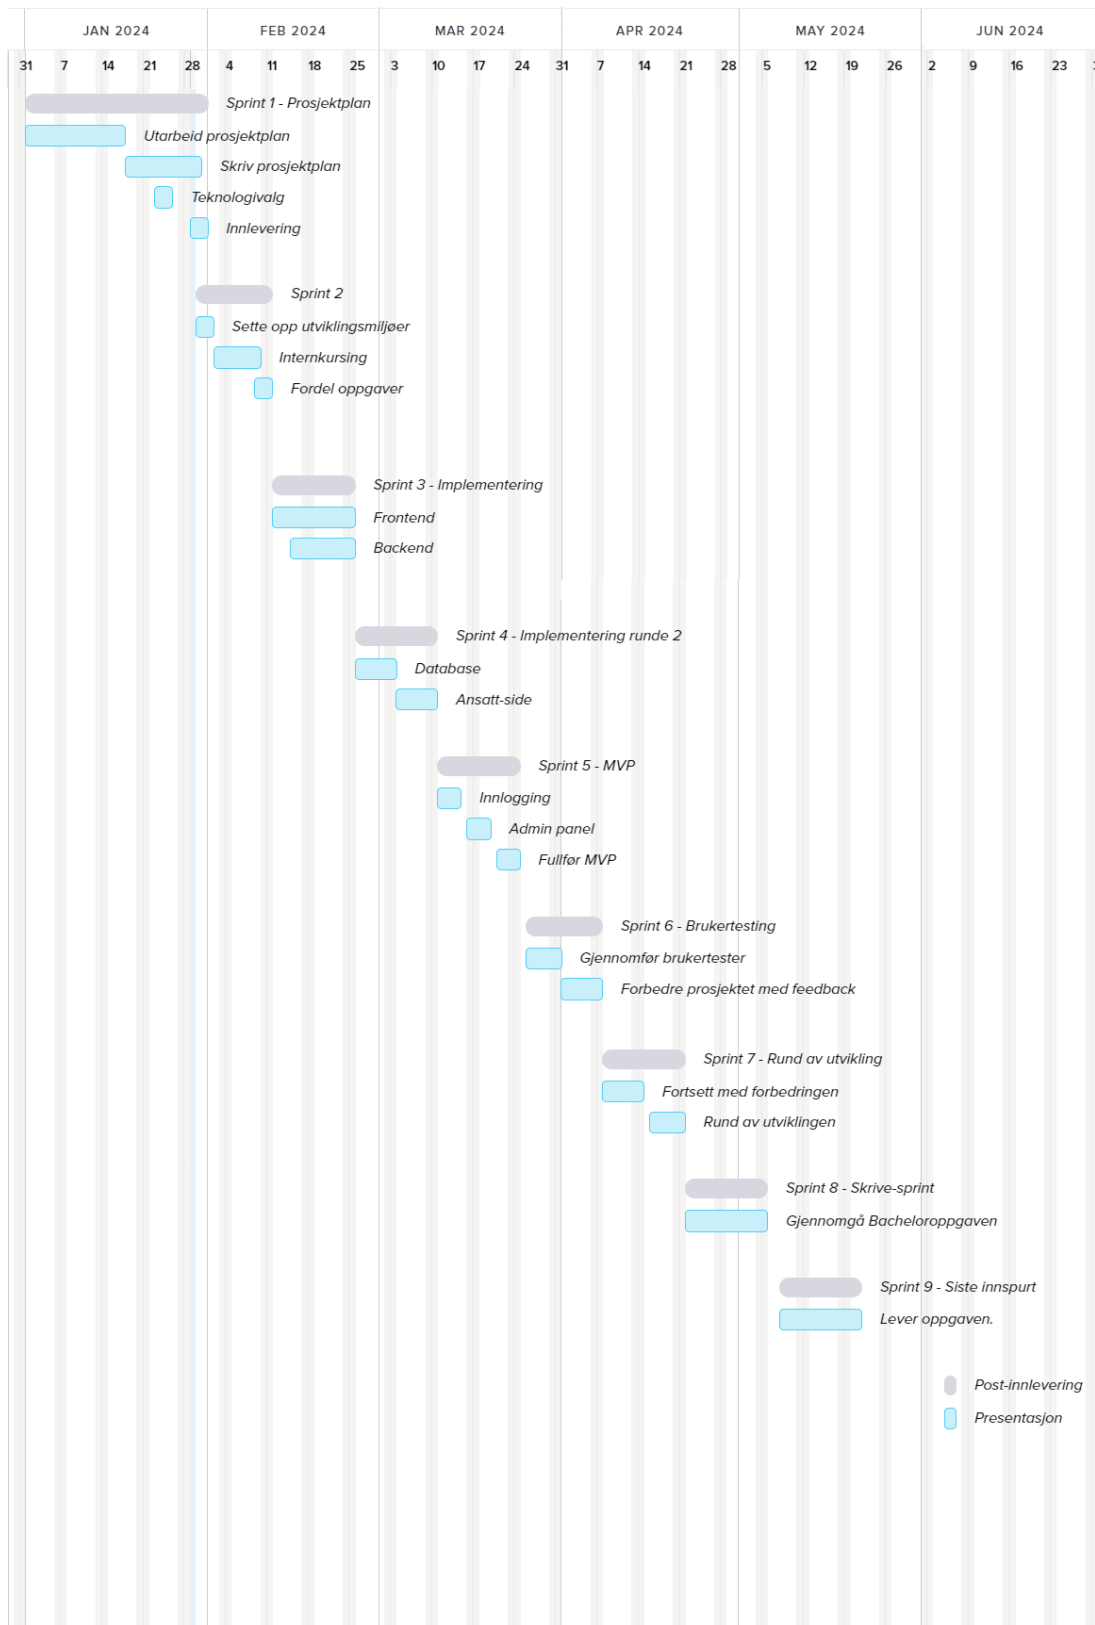 JAN 2024 FEB 2024 MAR 2024 APR 2024 MAY 2024 JUN 2024
31 7 14 21 28 4 11 18 25 3 10 17 24 31 7 14 21 28 5 12 19 26 2 9 16 23
Sprint 1 - Prosjektplan
Utarbeid prosjektplan
Skriv prosjektplan
Teknologivalg
Innlevering
Sprint 2
Sette opp utviklingsmiljøer
Internkursing
Fordel oppgaver
Sprint 3 - Implementering
Frontend
Backend
Sprint 4 - Implementering runde 2
Database
Ansatt-side
Sprint 5 - MVP
Innlogging
Admin panel
Fullfør MVP
Sprint 6 - Brukertesting
Gjennomfør brukertester
Forbedre prosjektet med feedback
Sprint 7 - Rund av utvikling
Fortsett med forbedringen
Rund av utviklingen
Sprint 8 - Skrive-sprint
Gjennomgå Bacheloroppgaven
Sprint 9 - Siste innspurt
Lever oppgaven.
Post-innlevering
Presentasjon